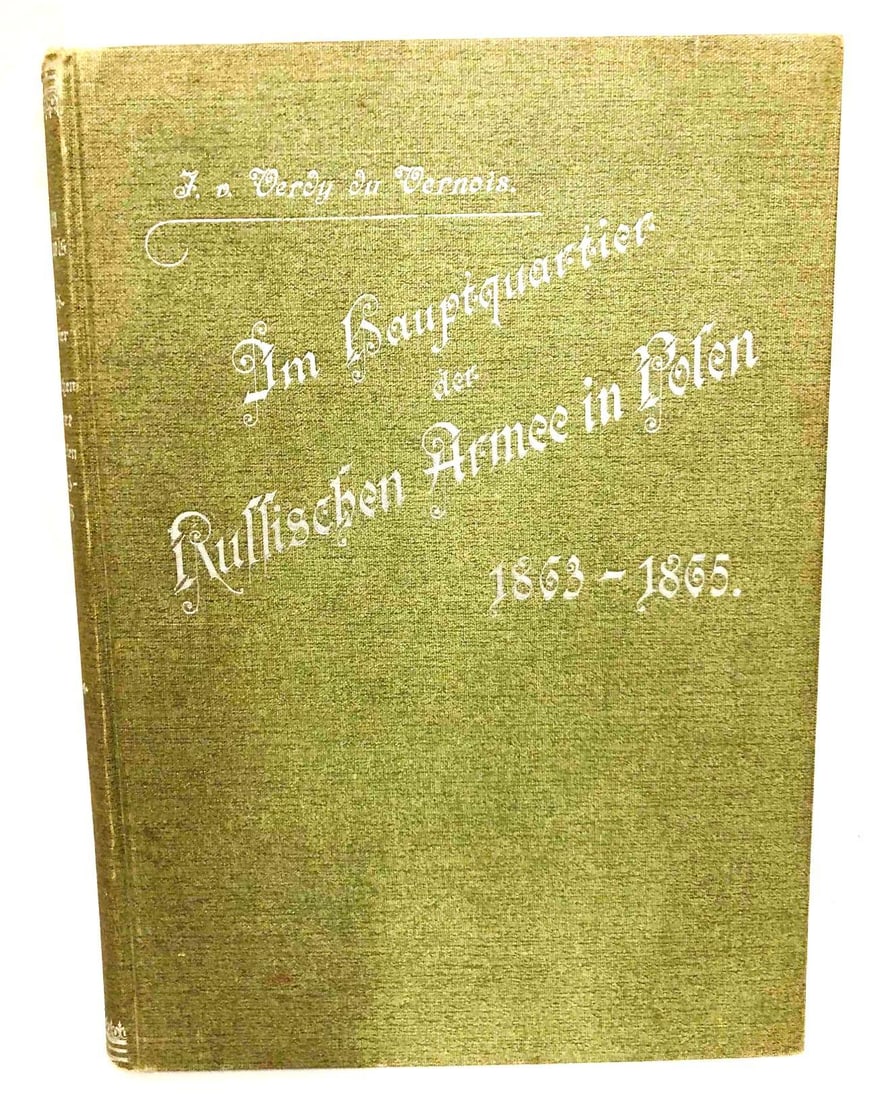 J. v. Verdy du Vernois.
Im Hauptquartier
der
Russischen Armee in Polen
1863 - 1865.